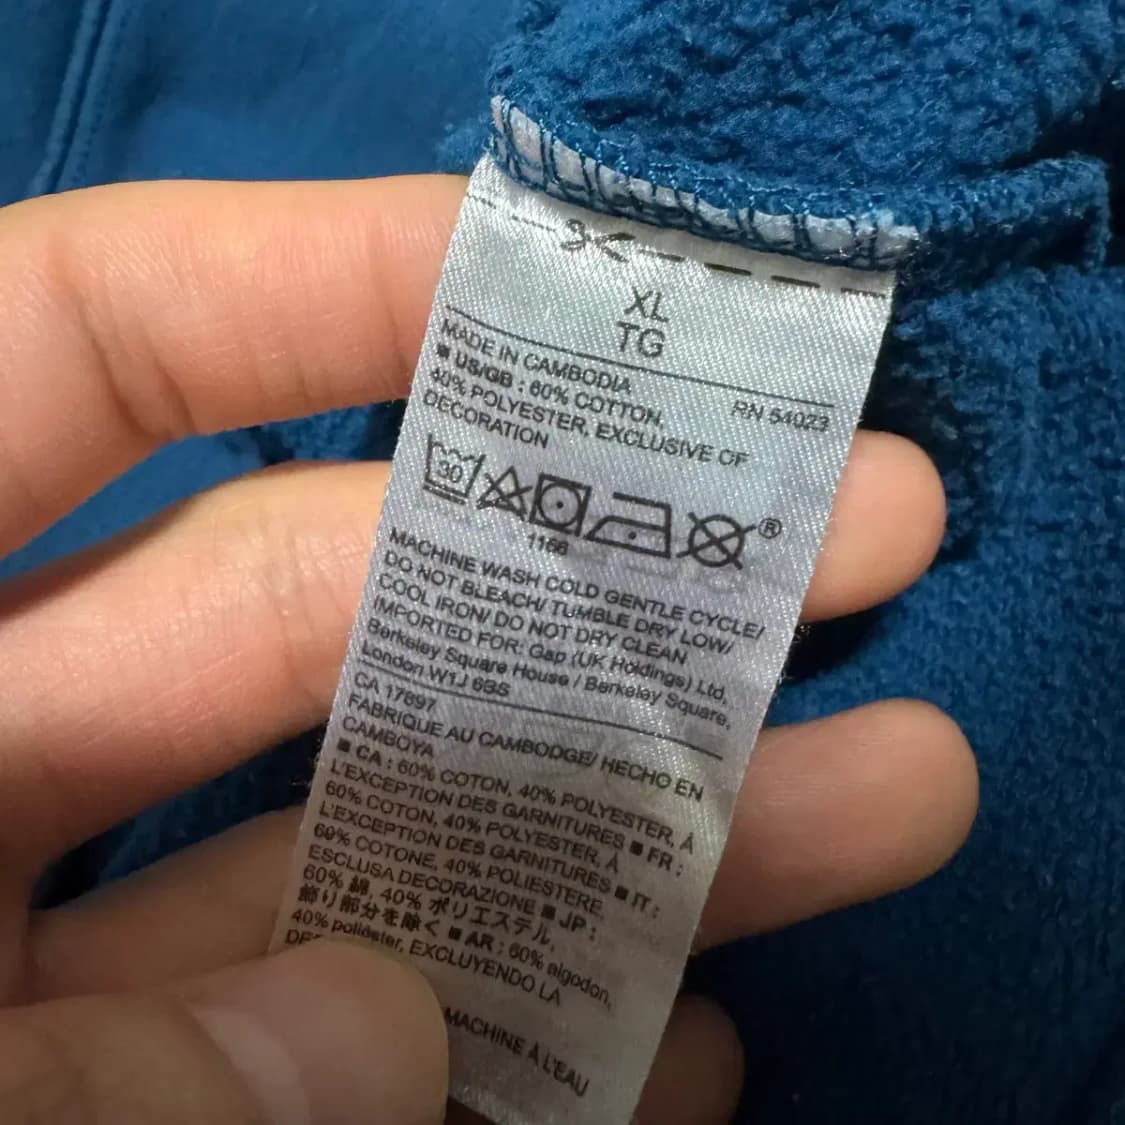 XL
TG
MADE IN CAMBODIA
RN 54023
■ US/GB : 60% COTTON,
40% POLYESTER, EXCLUSIVE OF
DECORATION
30
®
1166
MACHINE WASH COLD GENTLE CYCLE/
DO NOT BLEACH/ TUMBLE DRY LOW/
COOL IRON/ DO NOT DRY CLEAN
IMPORTED FOR: Gap (UK Holdings) Ltd,
Berkeley Square House / Berkeley Square,
London W1J 6BS
CA 17897
FABRIQUE AU CAMBODGE/ HECHO EN
CAMBOYA
■ CA : 60% COTON, 40% POLYESTER, À
L'EXCEPTION DES GARNITURES ■ FR :
60% COTON, 40% POLYESTER, À
L'EXCEPTION DES GARNITURES ■ IT :
60% COTONE, 40% POLIESTERE
ESCLUSA DECORAZIONE ■ JP :
60% 綿, 40% ポリエステル,
飾り部分を除く ■ AR : 60% algodon,
40% poliéster, EXCLUYENDO LA
MACHINE À L'EAU